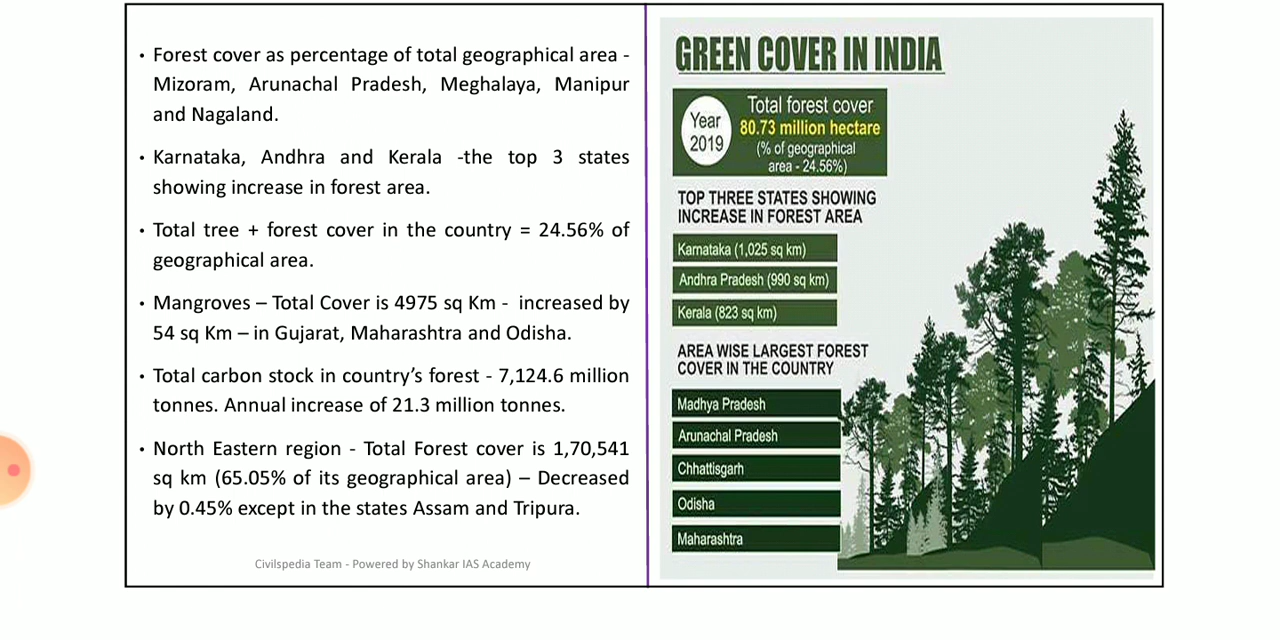 • Forest cover as percentage of total geographical area -
Mizoram, Arunachal Pradesh, Meghalaya, Manipur
and Nagaland.
• Karnataka, Andhra and Kerala -the top 3 states
showing increase in forest area.
• Total tree + forest cover in the country = 24.56% of
geographical area.
• Mangroves – Total Cover is 4975 sq Km - increased by
54 sq Km – in Gujarat, Maharashtra and Odisha.
• Total carbon stock in country’s forest - 7,124.6 million
tonnes. Annual increase of 21.3 million tonnes.
• North Eastern region - Total Forest cover is 1,70,541
sq km (65.05% of its geographical area) – Decreased
by 0.45% except in the states Assam and Tripura.
Civilspedia Team - Powered by Shankar IAS Academy
GREEN COVER IN INDIA
Year
2019
Total forest cover
80.73 million hectare
(% of geographical
area - 24.56%)
TOP THREE STATES SHOWING
INCREASE IN FOREST AREA
Karnataka (1,025 sq km)
Andhra Pradesh (990 sq km)
Kerala (823 sq km)
AREA WISE LARGEST FOREST
COVER IN THE COUNTRY
Madhya Pradesh
Arunachal Pradesh
Chhattisgarh
Odisha
Maharashtra